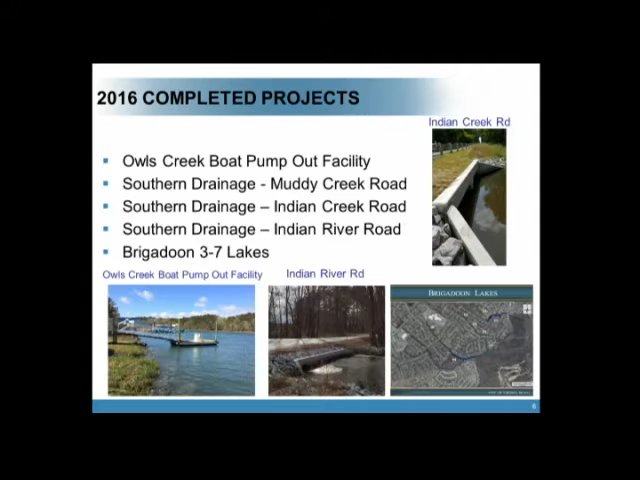 2016 COMPLETED PROJECTS
Indian Creek Rd
Owls Creek Boat Pump Out Facility
Southern Drainage - Muddy Creek Road
Southern Drainage – Indian Creek Road
Southern Drainage – Indian River Road
Brigadoon 3-7 Lakes
Owls Creek Boat Pump Out Facility
Indian River Rd
BRIGADOON LAKES
6